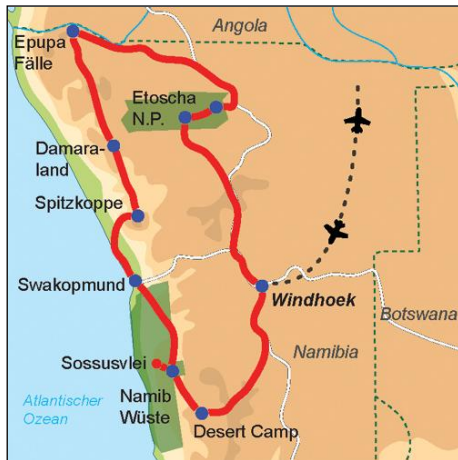 Angola
Epupa
Fälle
Etoscha
N.P.
Damara-
land
Spitzkoppe
Swakopmund
Windhoek
Botswana
Sossusvlei
Namibia
Namib
Wüste
Atlantischer
Ozean
Desert Camp